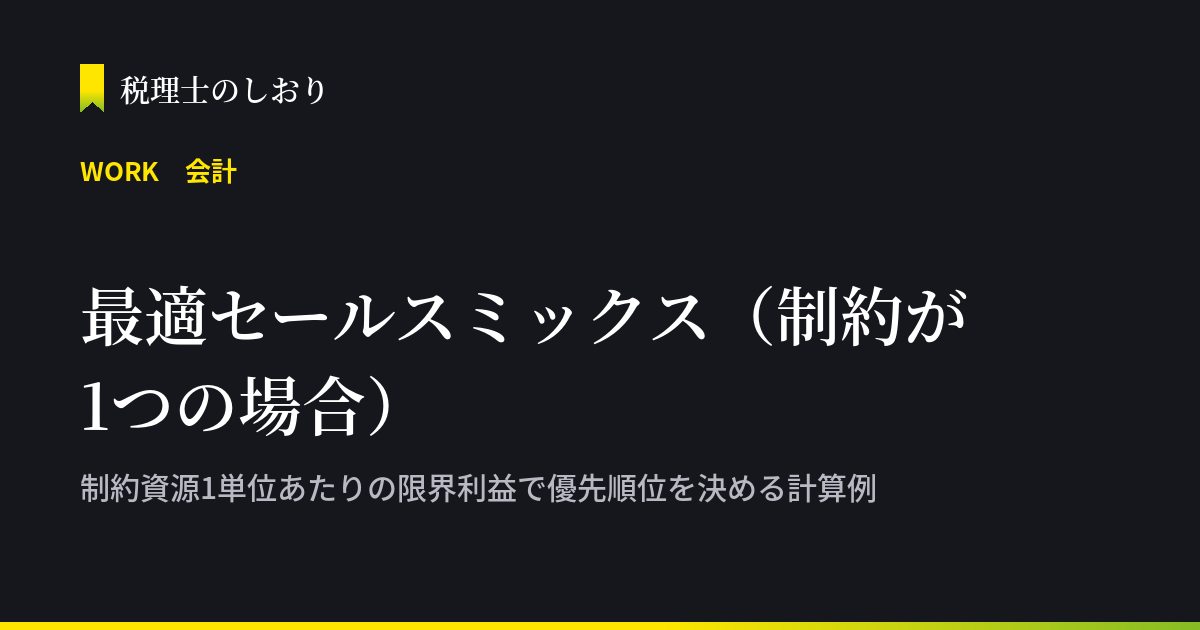 税理士のしおり
WORK 会計
最適セールスミックス（制約が
1つの場合）
制約資源1単位あたりの限界利益で優先順位を決める計算例